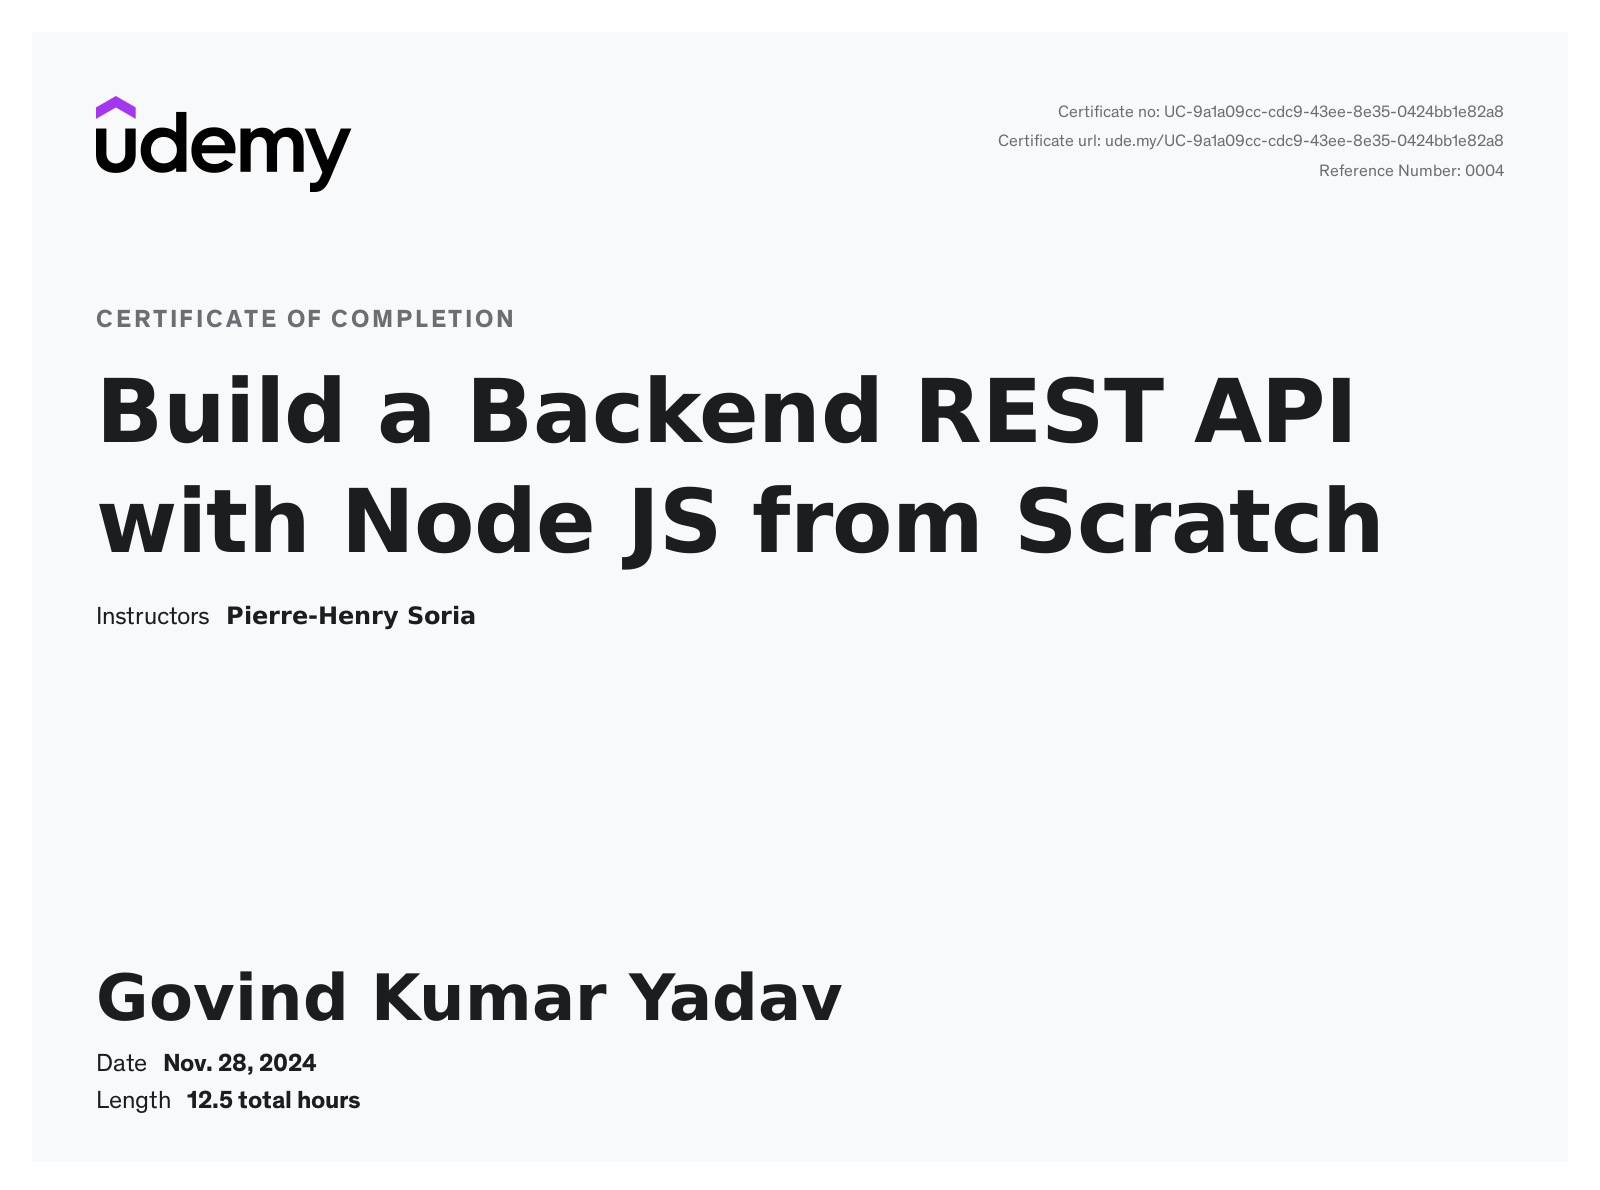 udemy
Certificate no: UC-9a1a09cc-cdc9-43ee-8e35-0424bb1e82a8
Certificate url: ude.my/UC-9a1a09cc-cdc9-43ee-8e35-0424bb1e82a8
Reference Number: 0004
CERTIFICATE OF COMPLETION
Build a Backend REST API
with Node JS from Scratch
Instructors Pierre-Henry Soria
Govind Kumar Yadav
Date Nov. 28, 2024
Length 12.5 total hours